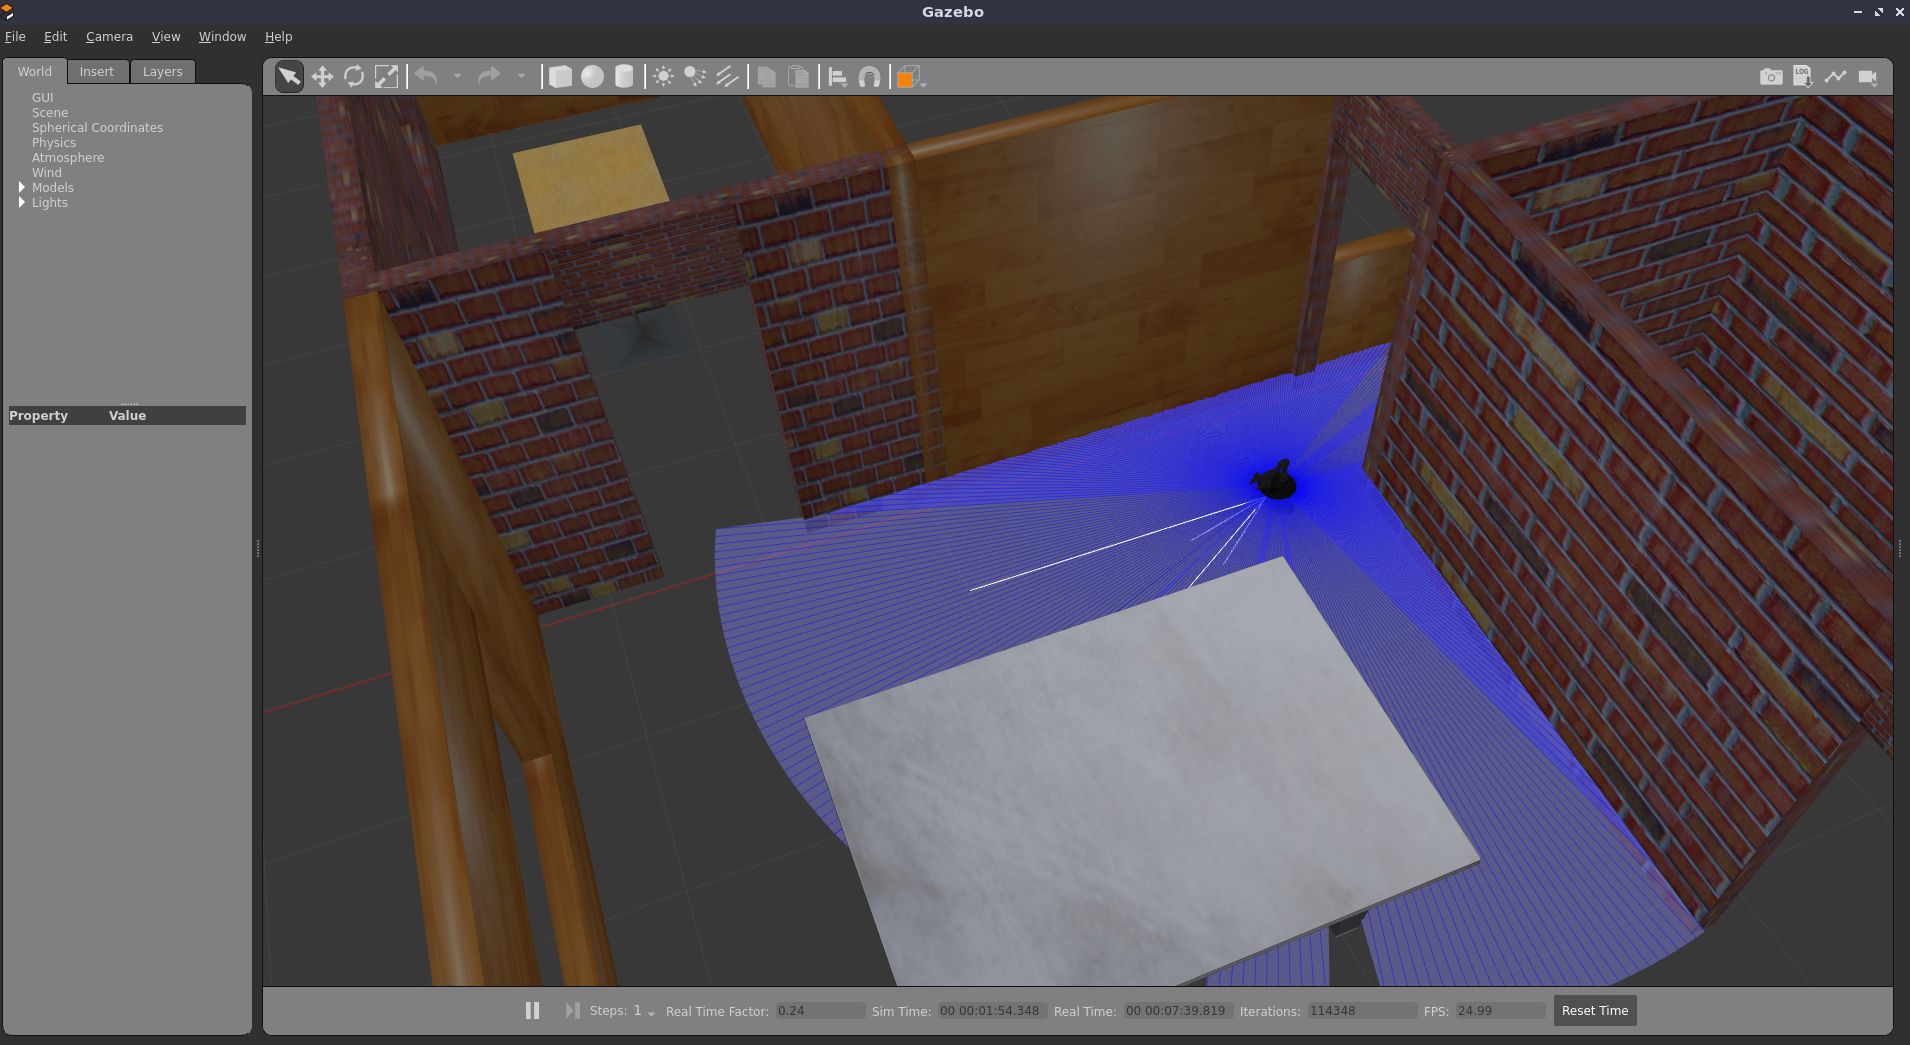 Gazebo
File Edit Camera View Window Help
World Insert Layers
GUI
Scene
Spherical Coordinates
Physics
Atmosphere
Wind
Models
Lights
Property Value
LOG
Steps: 1 Real Time Factor: 0.24 Sim Time: 00 00:01:54.348 Real Time: 00 00:07:39.819 Iterations: 114348 FPS: 24.99 Reset Time